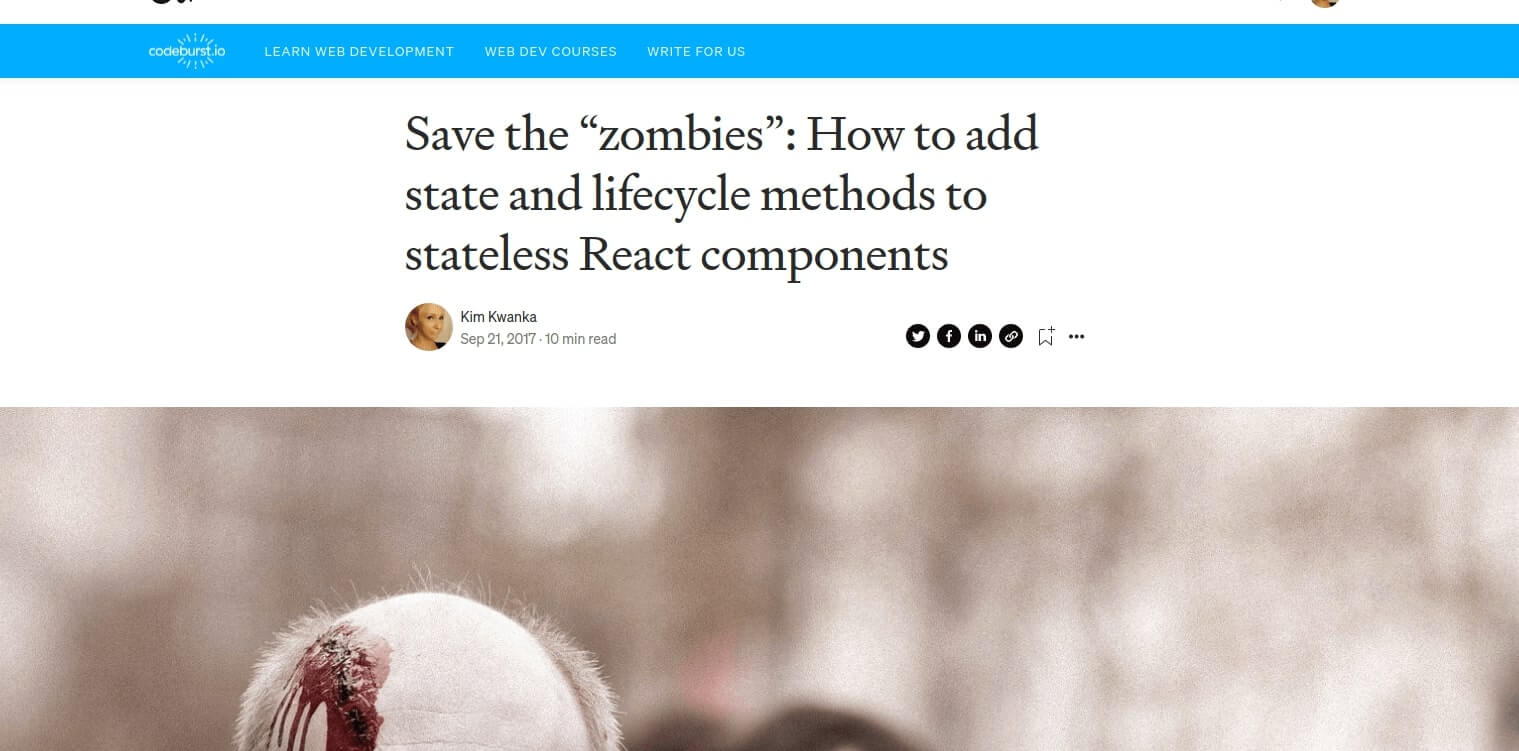 codeburst.io
LEARN WEB DEVELOPMENT
WEB DEV COURSES
WRITE FOR US
Save the “zombies”: How to add
state and lifecycle methods to
stateless React components
Kim Kwanka
Sep 21, 2017 · 10 min read